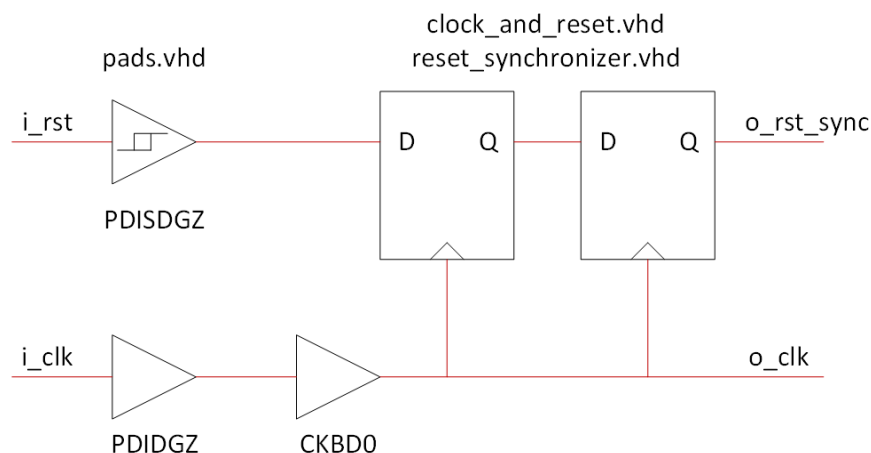 clock_and_reset.vhd
pads.vhd
reset_synchronizer.vhd
i_rst
D
Q
D
Q
o_rst_sync
PDISDGZ
i_clk
o_clk
PDIDGZ
CKBD0